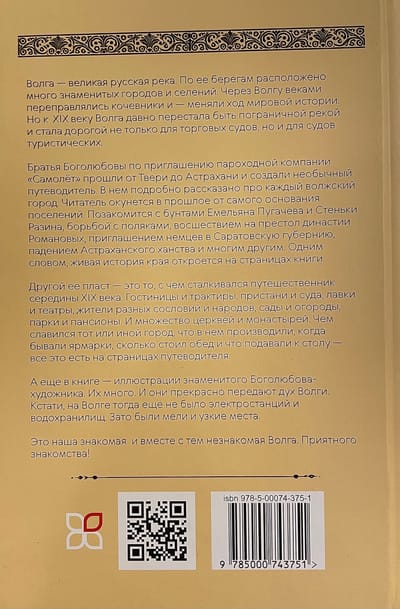 Волга — великая русская река. По ее берегам расположено
много знаменитых городов и селений. Через Волгу веками
переправлялись кочевники и — меняли ход мировой истории.
Но к XIX веку Волга давно перестала быть пограничной рекой
и стала дорогой не только для торговых судов, но и для судов
туристических.
Братья Боголюбовы по приглашению пароходной компании
«Самолет» прошли от Твери до Астрахани и создали необычный
путеводитель. В нем подробно рассказано про каждый волжский
город. Читатель окунется в прошлое от самого основания
поселений. Познакомится с бунтами Емельяна Пугачева и Стеньки
Разина, борьбой с поляками, восшествием на престол династии
Романовых, приглашением немцев в Саратовскую губернию,
падением Астраханского ханства и многим другим. Одним
словом, живая история края откроется на страницах книги.
Другой ее пласт — это то, с чем сталкивался путешественник
середины XIX века. Гостиницы и трактиры, пристани и суда, лавки
и театры, жители разных сословий и народов, сады и огороды,
парки и пансионы. И множество церквей и монастырей. Чем
славился тот или иной город, что в нем производили, когда
бывали ярмарки, сколько стоил обед и что подавали к столу —
все это есть на страницах путеводителя.
А еще в книге — иллюстрации знаменитого Боголюбова-
художника. Их много. И они прекрасно передают дух Волги.
Кстати, на Волге тогда еще не было электростанций и
водохранилищ. Зато были мели и узкие места.
Это наша знакомая и вместе с тем незнакомая Волга. Приятного
знакомства!
isbn 978-5-00074-375-1
9 785000 743751 >